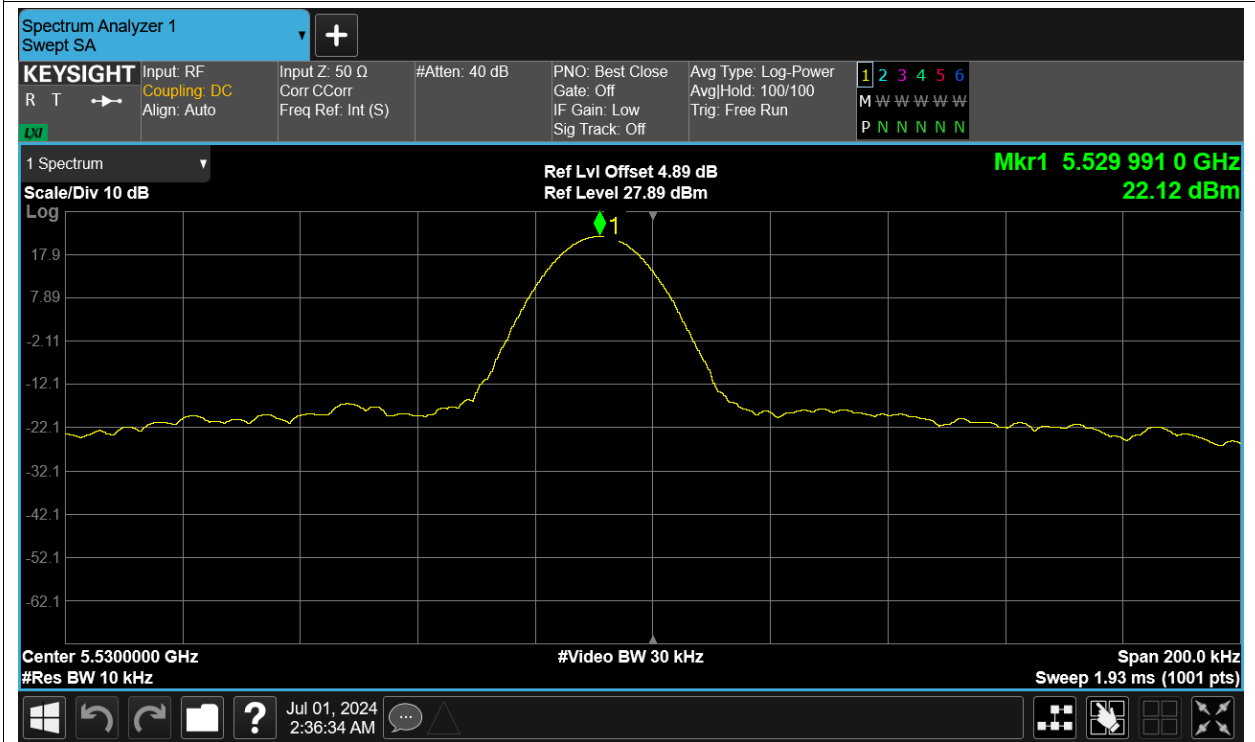 Spectrum Analyzer 1
Swept SA
+
KEYSIGHT
R T
LXI
Input: RF
Coupling: DC
Align: Auto
Input Z: 50 Ω
Corr CCorr
Freq Ref: Int (S)
#Atten: 40 dB
PNO: Best Close
Gate: Off
IF Gain: Low
Sig Track: Off
Avg Type: Log-Power
Avg|Hold: 100/100
Trig: Free Run
1 2 3 4 5 6
M W W W W W
P N N N N N
1 Spectrum
Scale/Div 10 dB
Log
Ref Lvl Offset 4.89 dB
Ref Level 27.89 dBm
Mkr1 5.529 991 0 GHz
22.12 dBm
1
17.9
7.89
-2.11
-12.1
-22.1
-32.1
-42.1
-52.1
-62.1
Center 5.5300000 GHz
#Res BW 10 kHz
#Video BW 30 kHz
Span 200.0 kHz
Sweep 1.93 ms (1001 pts)
?
Jul 01, 2024
2:36:34 AM